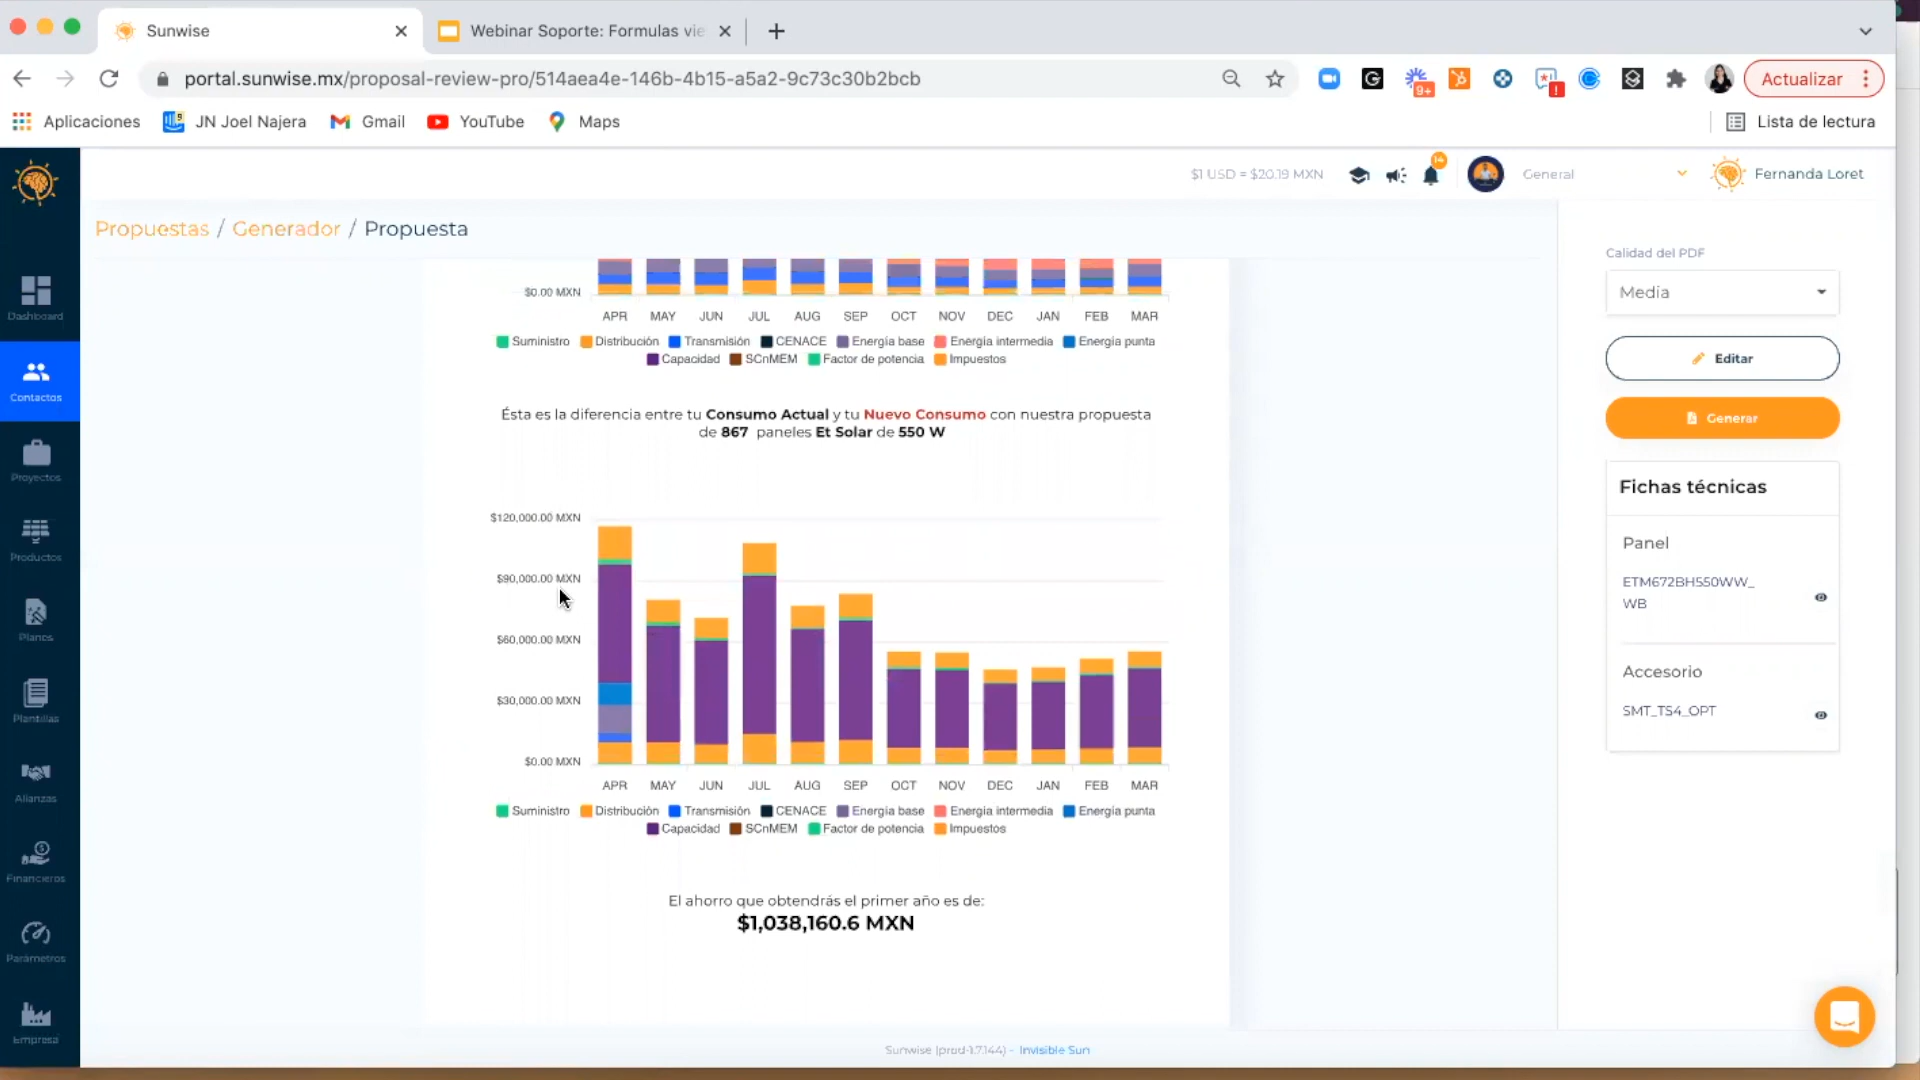 Sunwise
Webinar Soporte: Formulas vie
portal.sunwise.mx/proposal-review-pro/514aea4e-146b-4b15-a5a2-9c73c30b2bcb
9+
Actualizar
Aplicaciones
JN Joel Najera
Gmail
YouTube
Maps
Lista de lectura
$1 USD = $20.19 MXN
14
General
Fernanda Loret
Propuestas / Generador / Propuesta
Dashboard
Contactos
Proyectos
Productos
Planos
Plantillas
Alianzas
Financieros
Parámetros
Empresa
$0.00 MXN
APR MAY JUN JUL AUG SEP OCT NOV DEC JAN FEB MAR
Suministro Distribución Transmisión CENACE Energía base Energía intermedia Energía punta
Capacidad SCnMEM Factor de potencia Impuestos
Ésta es la diferencia entre tu Consumo Actual y tu Nuevo Consumo con nuestra propuesta
de 867 paneles Et Solar de 550 W
$120,000.00 MXN
$90,000.00 MXN
$60,000.00 MXN
$30,000.00 MXN
$0.00 MXN
APR MAY JUN JUL AUG SEP OCT NOV DEC JAN FEB MAR
Suministro Distribución Transmisión CENACE Energía base Energía intermedia Energía punta
Capacidad SCnMEM Factor de potencia Impuestos
El ahorro que obtendrás el primer año es de:
$1,038,160.6 MXN
Calidad del PDF
Media
Editar
Generar
Fichas técnicas
Panel
ETM672BH550WW_
WB
Accesorio
SMT_TS4_OPT
Sunwise (prod-1.7.144) - Invisible Sun